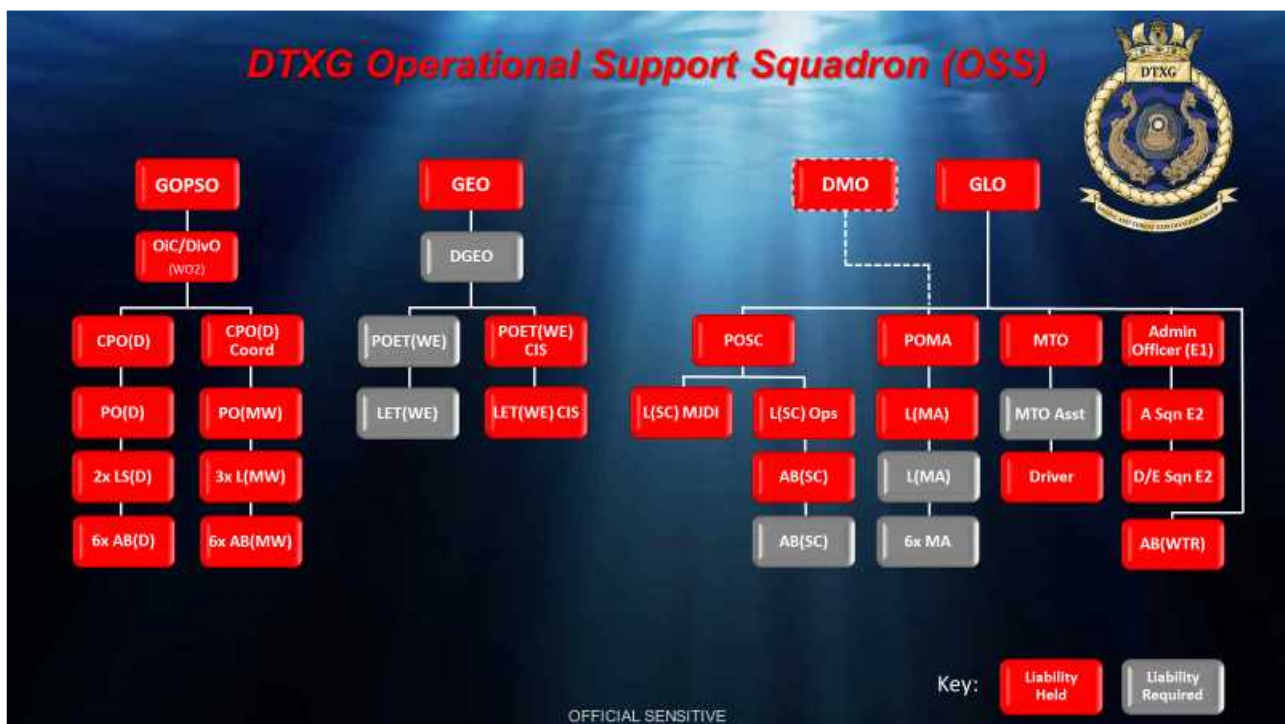 DTXG Operational Support Squadron (OSS)
DTXG
GOPSO
GEO
DMO
GLO
OiC/DivO
(WO2)
DGEO
CPO(D)
CPO(D)
Coord
POET(WE)
POET(WE)
CIS
POSC
POMA
MTO
Admin
Officer (E1)
PO(D)
PO(MW)
LET(WE)
LET(WE) CIS
L(SC) MJDI
L(SC) Ops
L(MA)
MTO Asst
A Sqn E2
2x LS(D)
3x L(MW)
AB(SC)
L(MA)
Driver
D/E Sqn E2
6x AB(D)
6x AB(MW)
AB(SC)
6x MA
AB(WTR)
Key:
Liability
Held
Liability
Required
OFFICIAL SENSITIVE